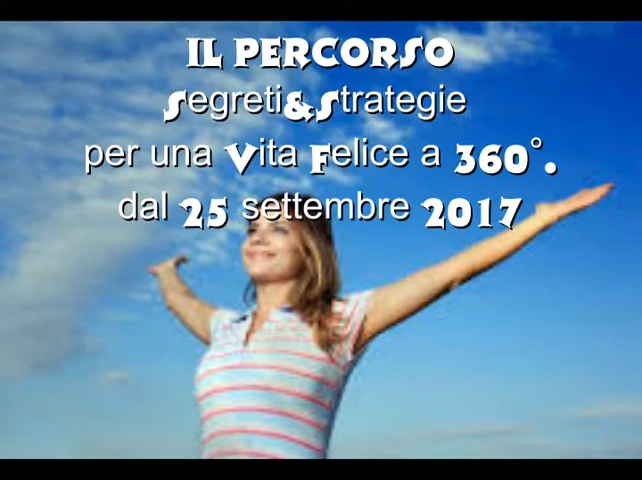 IL PERCORSO
Segreti&Strategie
per una Vita Felice a 360°.
dal 25 settembre 2017